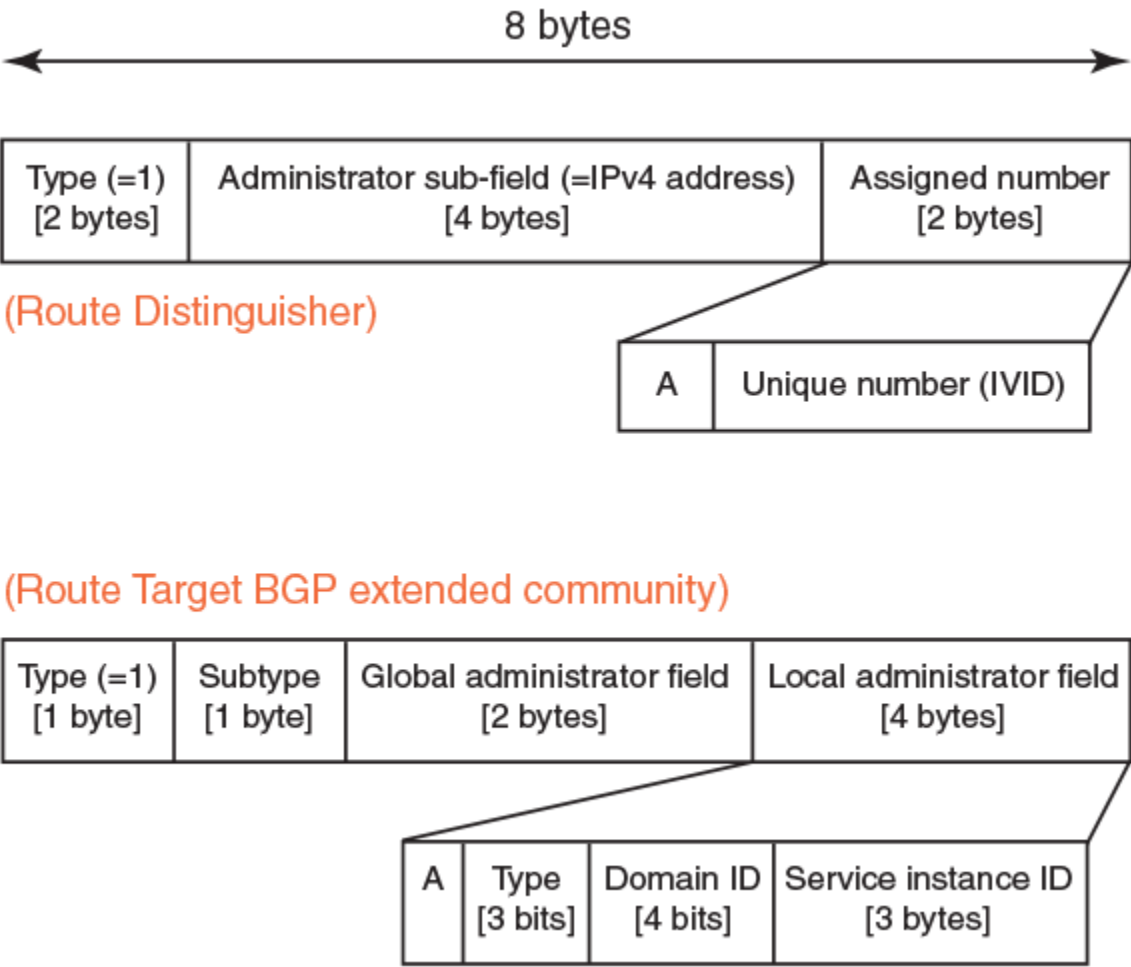 8 bytes
Type (=1)
[2 bytes]
Administrator sub-field (=IPv4 address)
[4 bytes]
Assigned number
[2 bytes]
(Route Distinguisher)
A
Unique number (IVID)
(Route Target BGP extended community)
Type (=1)
[1 byte]
Subtype
[1 byte]
Global administrator field
[2 bytes]
Local administrator field
[4 bytes]
A
Type
[3 bits]
Domain ID
[4 bits]
Service instance ID
[3 bytes]